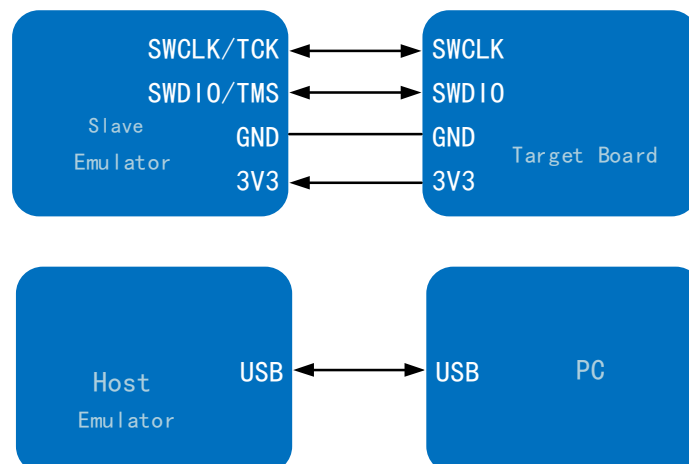 SWCLK/TCK SWCLK
SWDIO/TMS SWDIO
Slave
Emulator
GND GND
Target Board
3V3 3V3
Host
Emulator
USB USB
PC